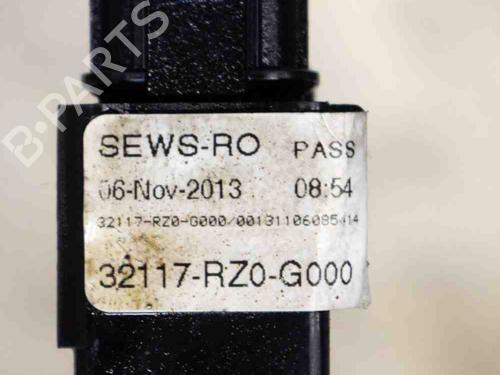 B-PARTS
SEWS-RO PASS
06-Nov-2013 08:54
32117-RZ0-G000/00131106085414
32117-RZ0-G000